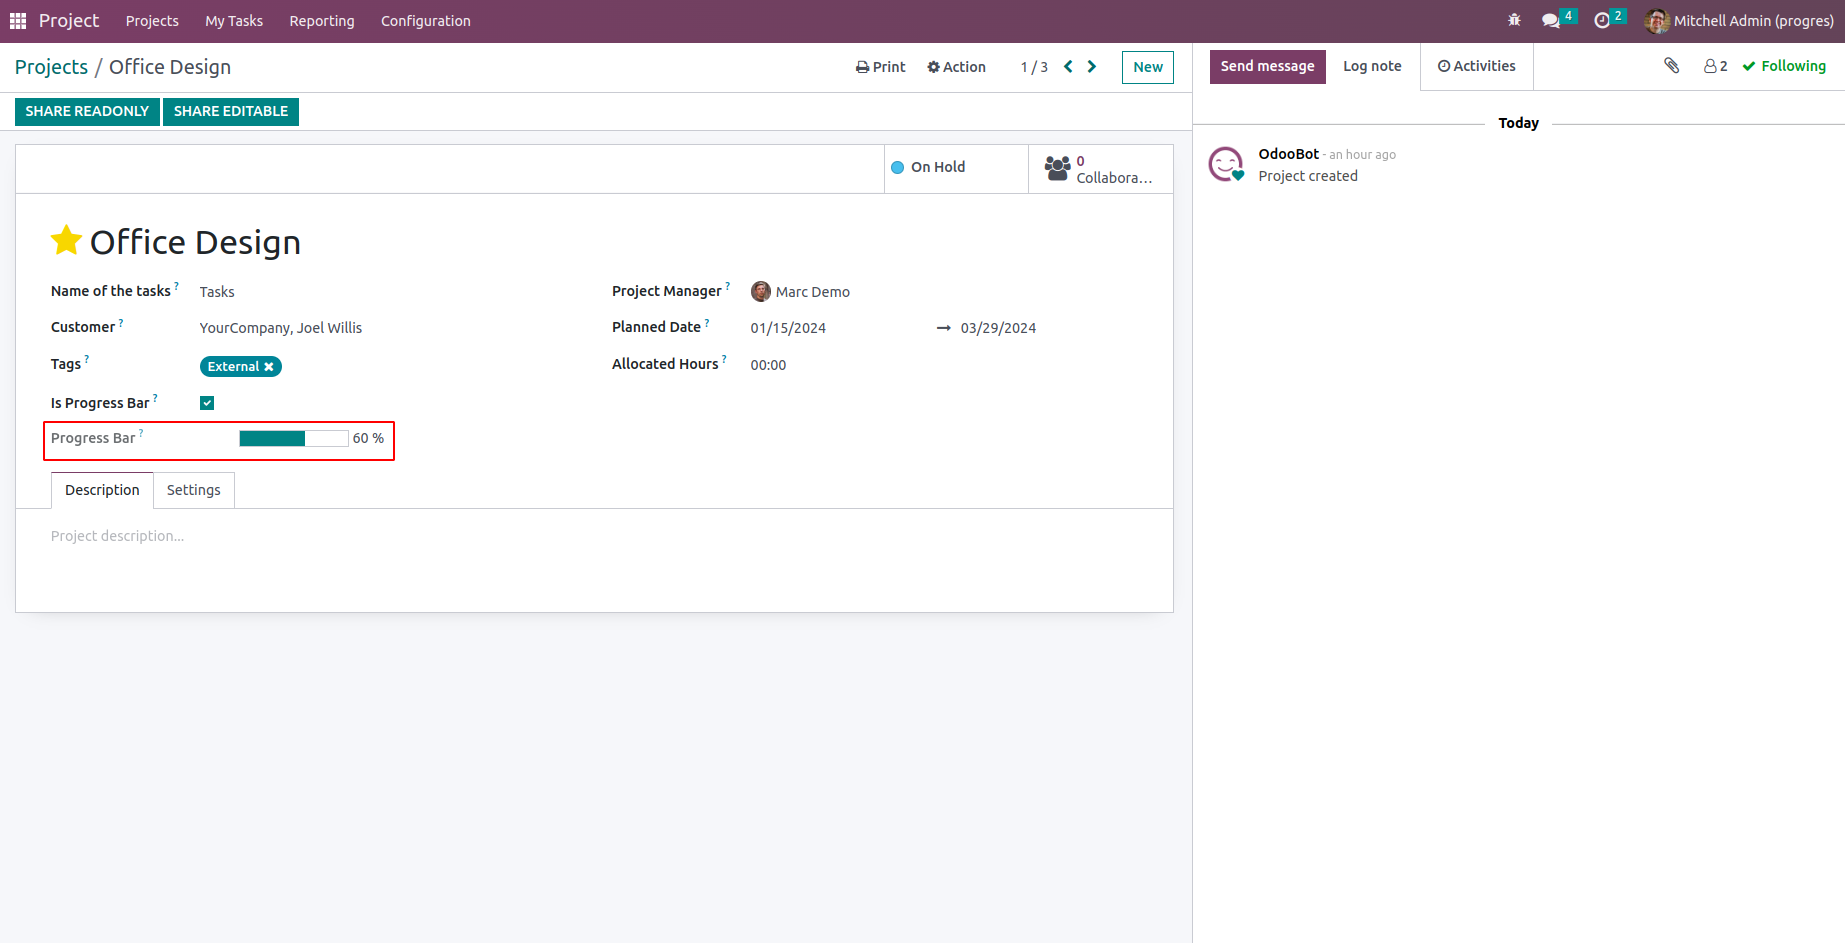 Project Projects My Tasks Reporting Configuration 4 2 Mitchell Admin (progres)
Projects / Office Design Print Action 1 / 3 New
SHARE READONLY SHARE EDITABLE
On Hold 0 Collabora...
Office Design
Name of the tasks ? Tasks
Customer ? YourCompany, Joel Willis
Tags ? External
Is Progress Bar ?
Progress Bar ? 60 %
Project Manager ? Marc Demo
Planned Date ? 01/15/2024 → 03/29/2024
Allocated Hours ? 00:00
Description Settings
Project description...
Send message Log note Activities 2 Following
Today
OdooBot - an hour ago
Project created